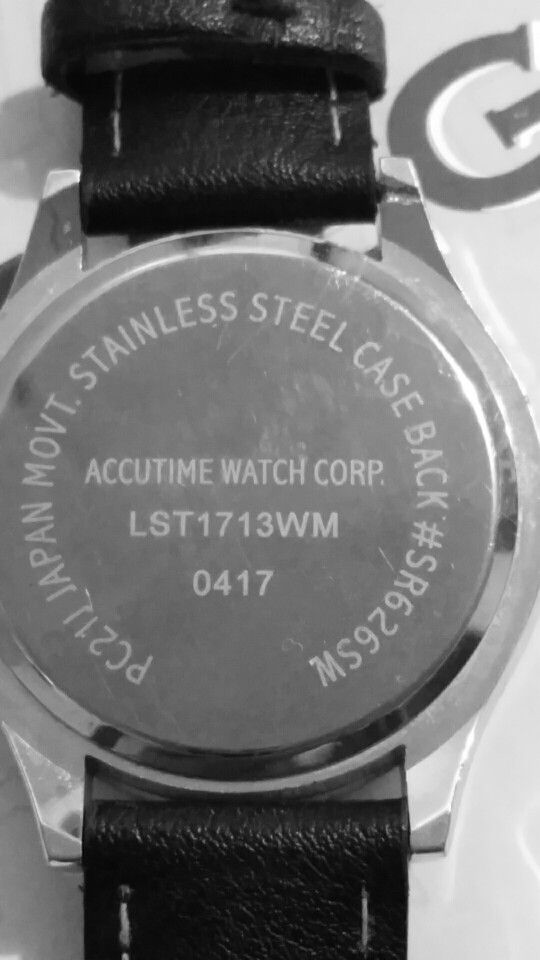 PC21J JAPAN MOVT. STAINLESS STEEL CASE BACK #SR626SW
ACCUTIME WATCH CORP.
LST1713WM
0417
G